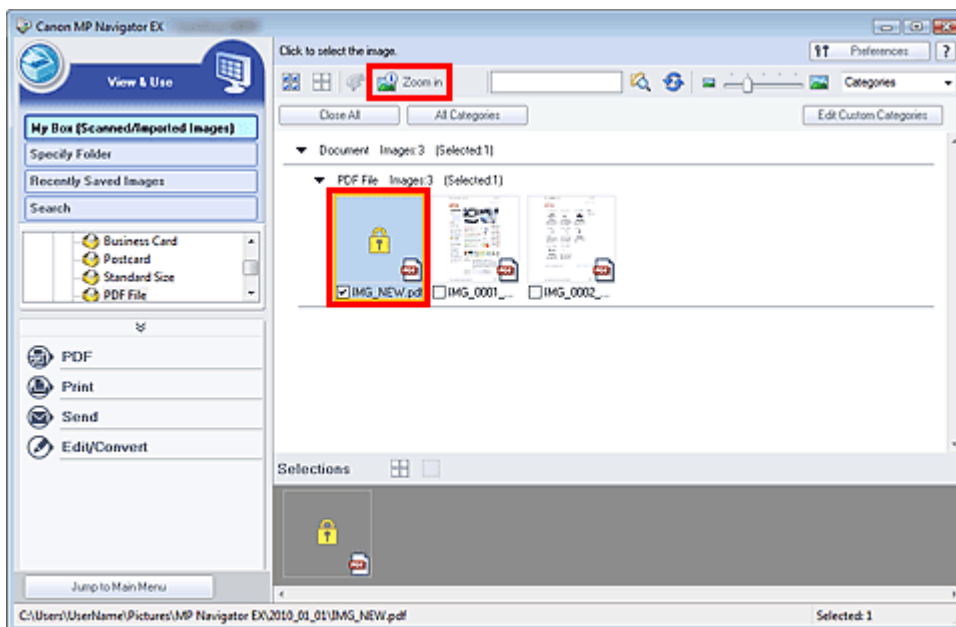 Canon MP Navigator EX
Click to select the image.
Preferences
?
View & Use
Zoom in
Categories
Close All
All Categories
Edit Custom Categories
My Box (Scanned/Imported Images)
Specify Folder
Recently Saved Images
Search
Document Images:3 (Selected:1)
PDF File Images:3 (Selected:1)
IMG_NEW.pdf
IMG_0001_...
IMG_0002_...
Business Card
Postcard
Standard Size
PDF File
PDF
Print
Send
Edit/Convert
Selections
Jump to Main Menu
C:\Users\UserName\Pictures\MP Navigator EX\2010_01_01\IMG_NEW.pdf
Selected: 1